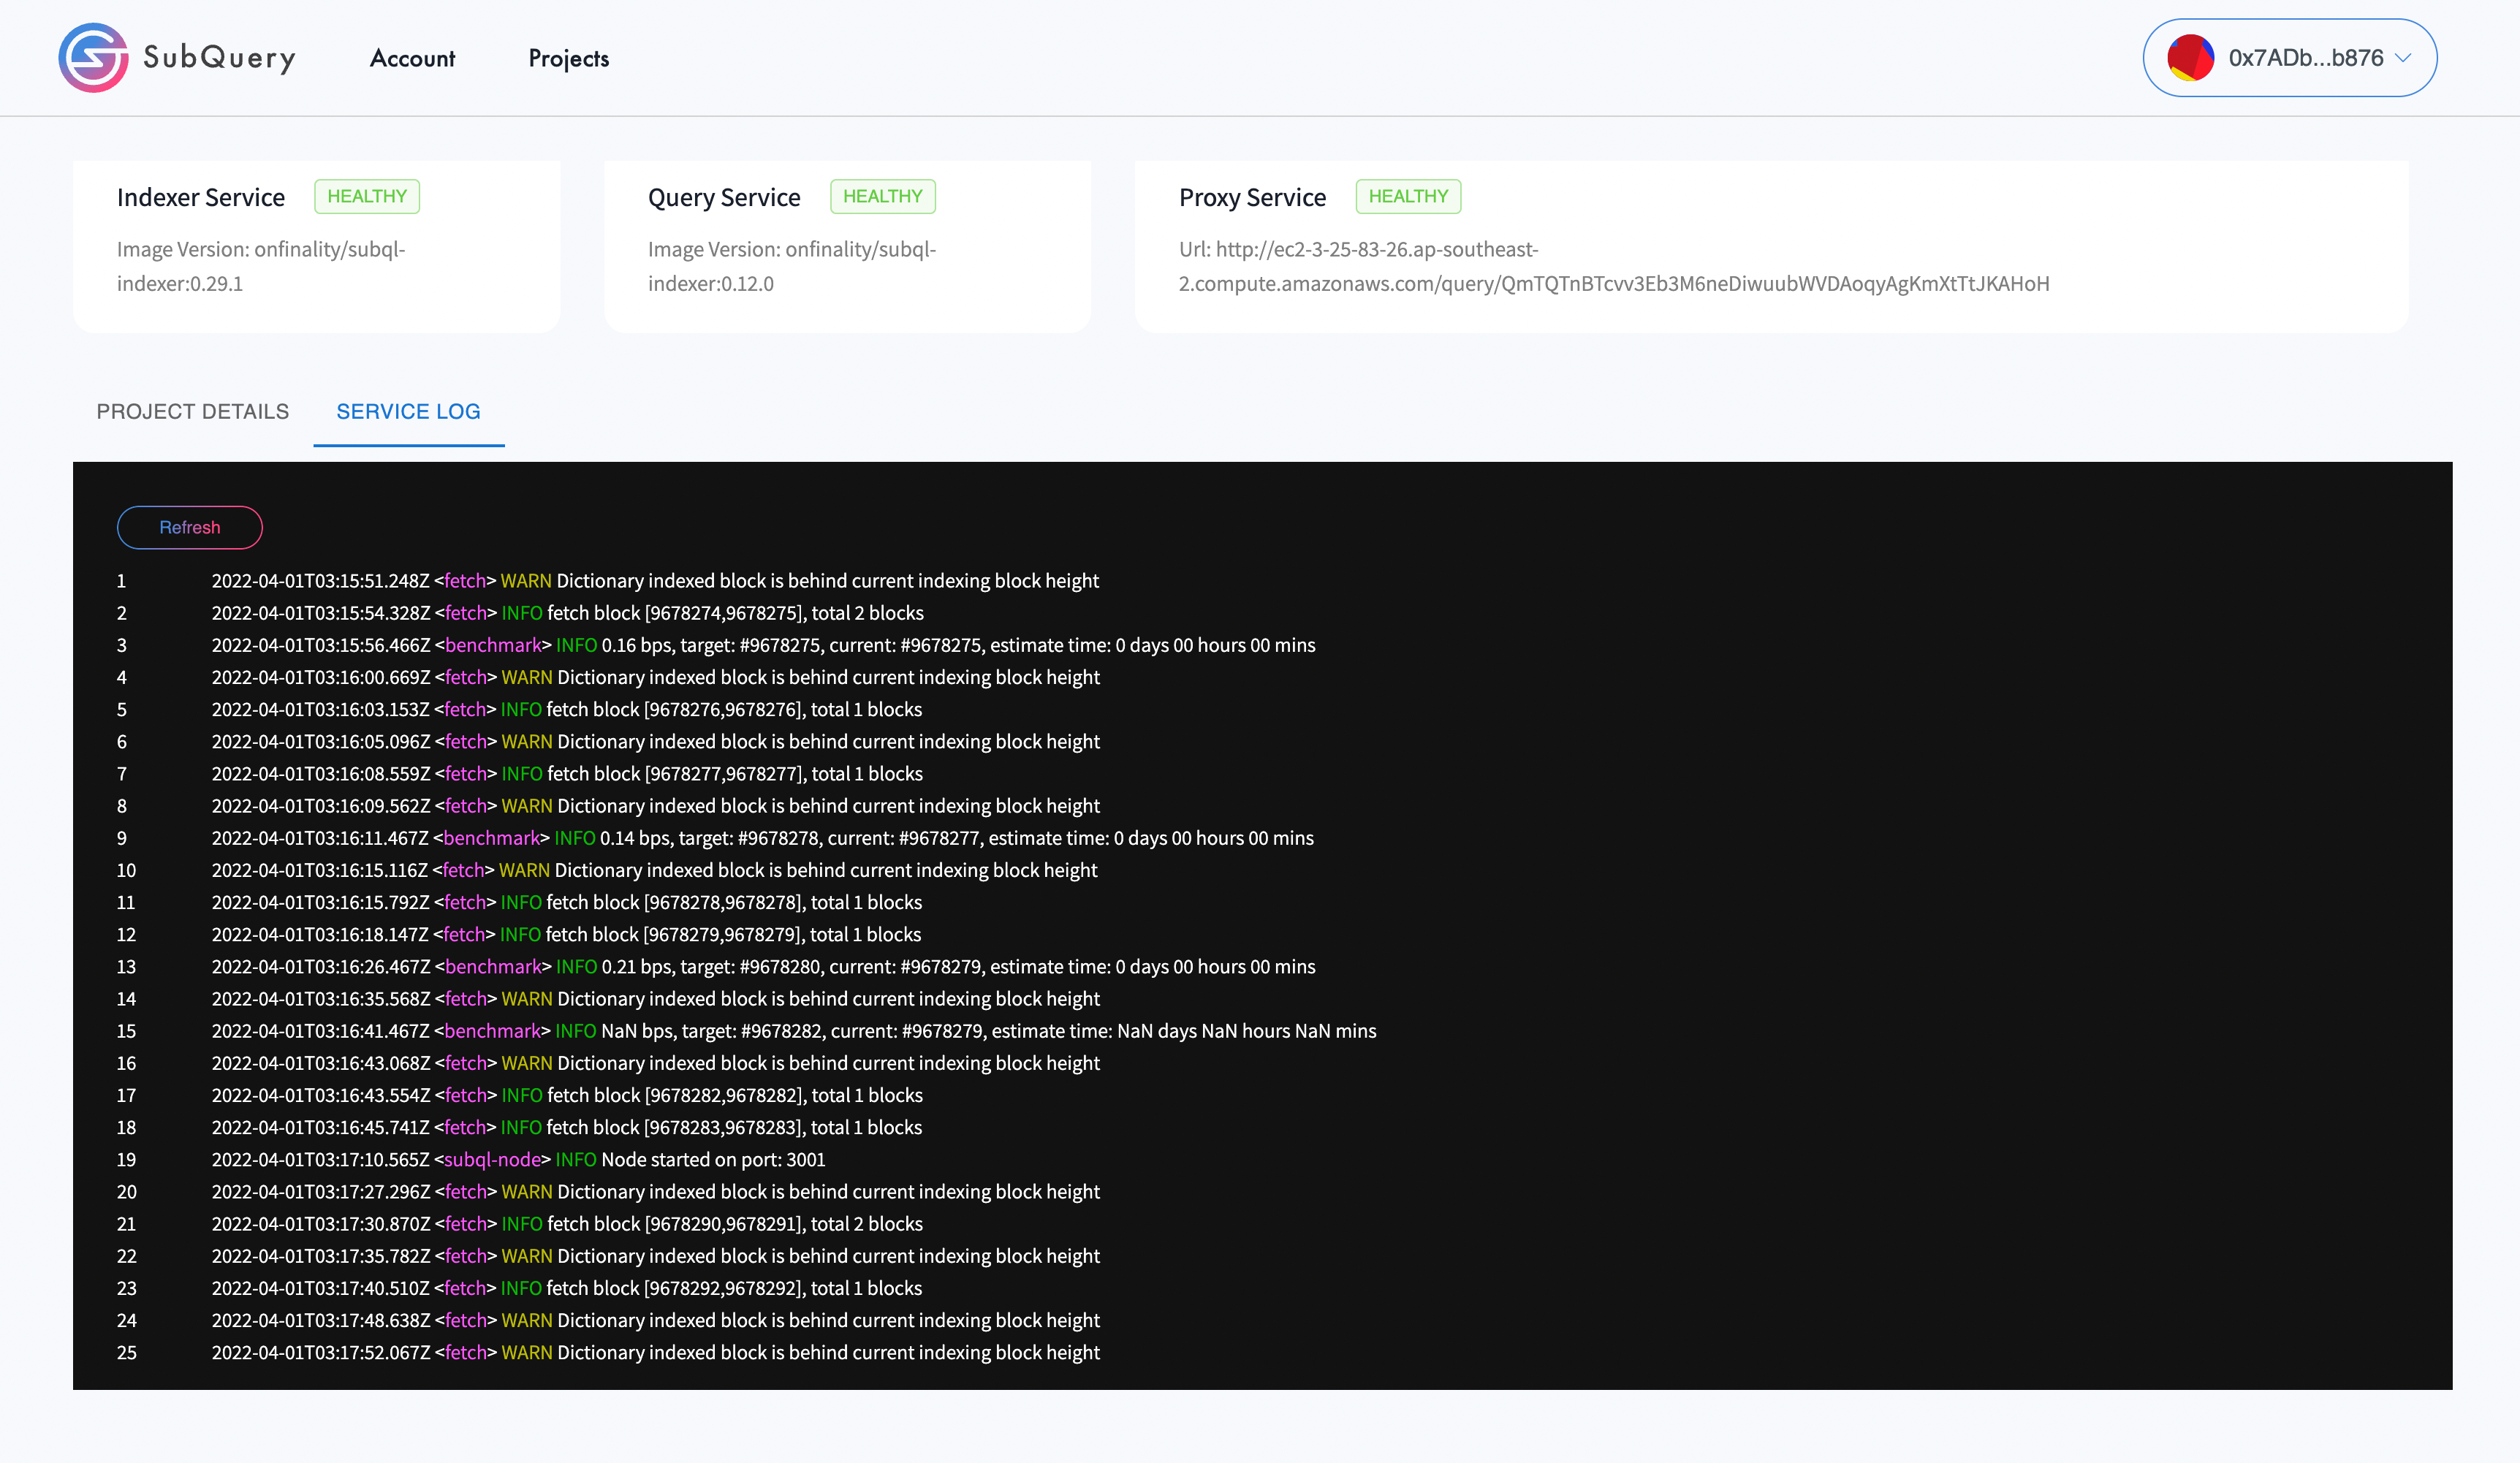 SubQuery Account Projects 0x7ADb...b876
Indexer Service HEALTHY
Image Version: onfinality/subql-
indexer:0.29.1
Query Service HEALTHY
Image Version: onfinality/subql-
indexer:0.12.0
Proxy Service HEALTHY
Url: http://ec2-3-25-83-26.ap-southeast-
2.compute.amazonaws.com/query/QmTQTnBTcvv3Eb3M6neDiwuubWVDAoqyAgKmXtTtJKAHoH
PROJECT DETAILS SERVICE LOG
Refresh
1 2022-04-01T03:15:51.248Z <fetch> WARN Dictionary indexed block is behind current indexing block height
2 2022-04-01T03:15:54.328Z <fetch> INFO fetch block [9678274,9678275], total 2 blocks
3 2022-04-01T03:15:56.466Z <benchmark> INFO 0.16 bps, target: #9678275, current: #9678275, estimate time: 0 days 00 hours 00 mins
4 2022-04-01T03:16:00.669Z <fetch> WARN Dictionary indexed block is behind current indexing block height
5 2022-04-01T03:16:03.153Z <fetch> INFO fetch block [9678276,9678276], total 1 blocks
6 2022-04-01T03:16:05.096Z <fetch> WARN Dictionary indexed block is behind current indexing block height
7 2022-04-01T03:16:08.559Z <fetch> INFO fetch block [9678277,9678277], total 1 blocks
8 2022-04-01T03:16:09.562Z <fetch> WARN Dictionary indexed block is behind current indexing block height
9 2022-04-01T03:16:11.467Z <benchmark> INFO 0.14 bps, target: #9678278, current: #9678277, estimate time: 0 days 00 hours 00 mins
10 2022-04-01T03:16:15.116Z <fetch> WARN Dictionary indexed block is behind current indexing block height
11 2022-04-01T03:16:15.792Z <fetch> INFO fetch block [9678278,9678278], total 1 blocks
12 2022-04-01T03:16:18.147Z <fetch> INFO fetch block [9678279,9678279], total 1 blocks
13 2022-04-01T03:16:26.467Z <benchmark> INFO 0.21 bps, target: #9678280, current: #9678279, estimate time: 0 days 00 hours 00 mins
14 2022-04-01T03:16:35.568Z <fetch> WARN Dictionary indexed block is behind current indexing block height
15 2022-04-01T03:16:41.467Z <benchmark> INFO NaN bps, target: #9678282, current: #9678279, estimate time: NaN days NaN hours NaN mins
16 2022-04-01T03:16:43.068Z <fetch> WARN Dictionary indexed block is behind current indexing block height
17 2022-04-01T03:16:43.554Z <fetch> INFO fetch block [9678282,9678282], total 1 blocks
18 2022-04-01T03:16:45.741Z <fetch> INFO fetch block [9678283,9678283], total 1 blocks
19 2022-04-01T03:17:10.565Z <subql-node> INFO Node started on port: 3001
20 2022-04-01T03:17:27.296Z <fetch> WARN Dictionary indexed block is behind current indexing block height
21 2022-04-01T03:17:30.870Z <fetch> INFO fetch block [9678290,9678291], total 2 blocks
22 2022-04-01T03:17:35.782Z <fetch> WARN Dictionary indexed block is behind current indexing block height
23 2022-04-01T03:17:40.510Z <fetch> INFO fetch block [9678292,9678292], total 1 blocks
24 2022-04-01T03:17:48.638Z <fetch> WARN Dictionary indexed block is behind current indexing block height
25 2022-04-01T03:17:52.067Z <fetch> WARN Dictionary indexed block is behind current indexing block height